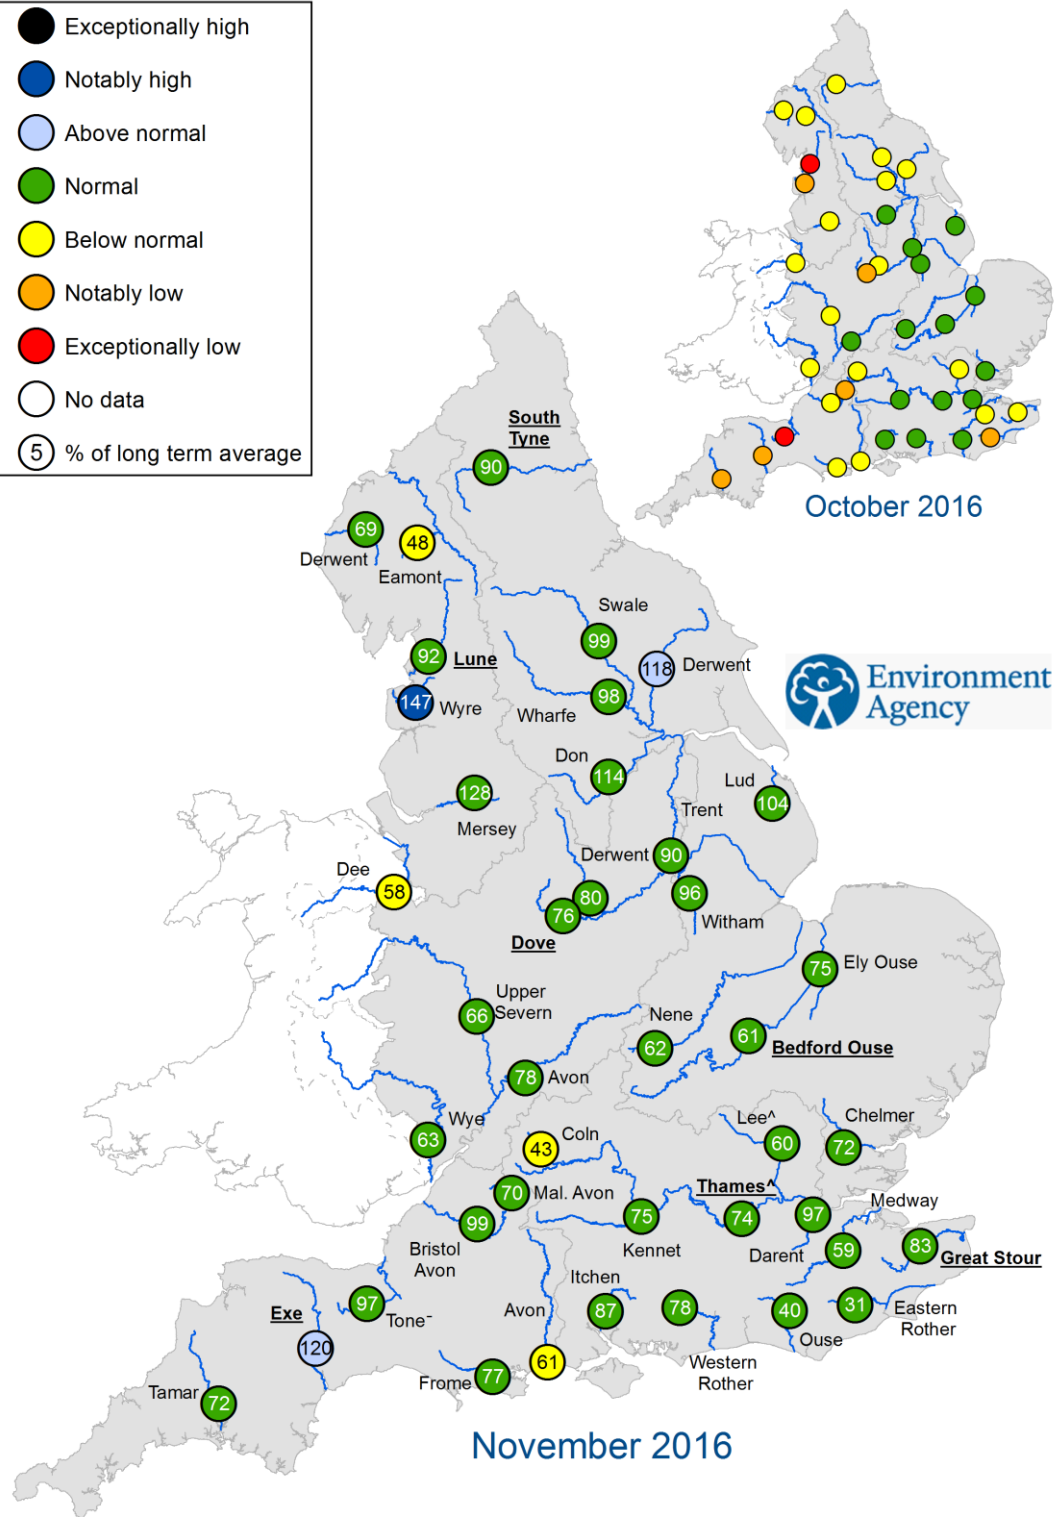 Exceptionally high
Notably high
Above normal
Normal
Below normal
Notably low
Exceptionally low
No data
5 % of long term average
October 2016
South
Tyne
90
69
Derwent
48
Eamont
Swale
99
92 Lune
118 Derwent
147 Wyre
98
Wharfe
Don
114
Lud
104
128
Mersey
Trent
Derwent 90
Dee
58
80
76
Dove
96
Witham
75 Ely Ouse
Upper
Severn
66
Nene
62
61
Bedford Ouse
78 Avon
Wye
63
Coln
43
Lee^
60
Chelmer
72
70 Mal. Avon
99
Bristol
Avon
75
Kennet
Thames^
74
97
Darent
Medway
59
83
Great Stour
Exe
120
97
Tone-
Avon
61
Itchen
87
78
Western
Rother
40
Ouse
31
Eastern
Rother
Frome 77
Tamar
72
Environment
Agency
November 2016